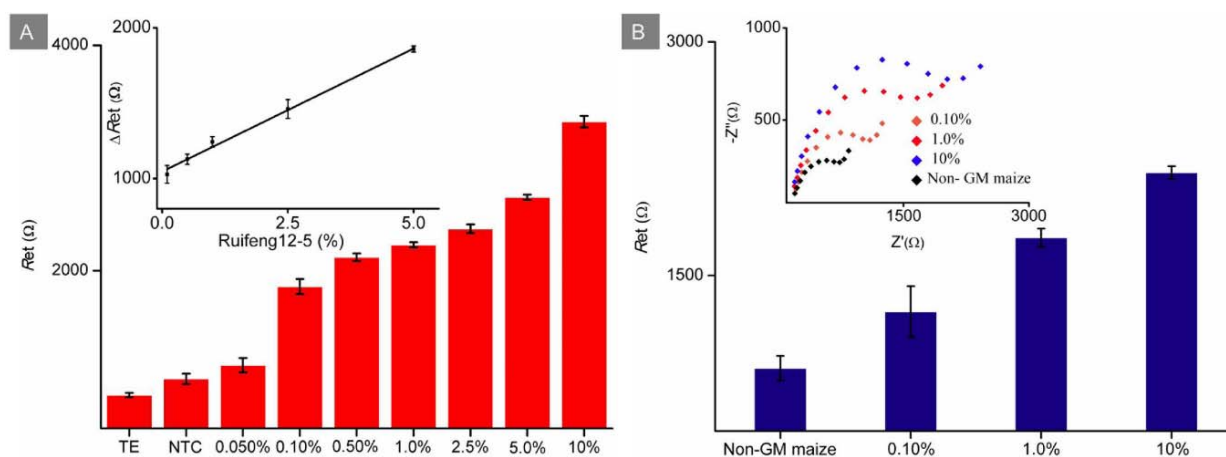 A
4000
2000
Ret (Ω)
TE NTC 0.050% 0.10% 0.50% 1.0% 2.5% 5.0% 10%
2000
1000
Δ Ret (Ω)
0.0 2.5 5.0
Ruifeng12-5 (%)
B
3000
1500
Ret (Ω)
Non-GM maize 0.10% 1.0% 10%
1000
500
-Z''(Ω)
0.10%
1.0%
10%
Non- GM maize
1500 3000
Z'(Ω)